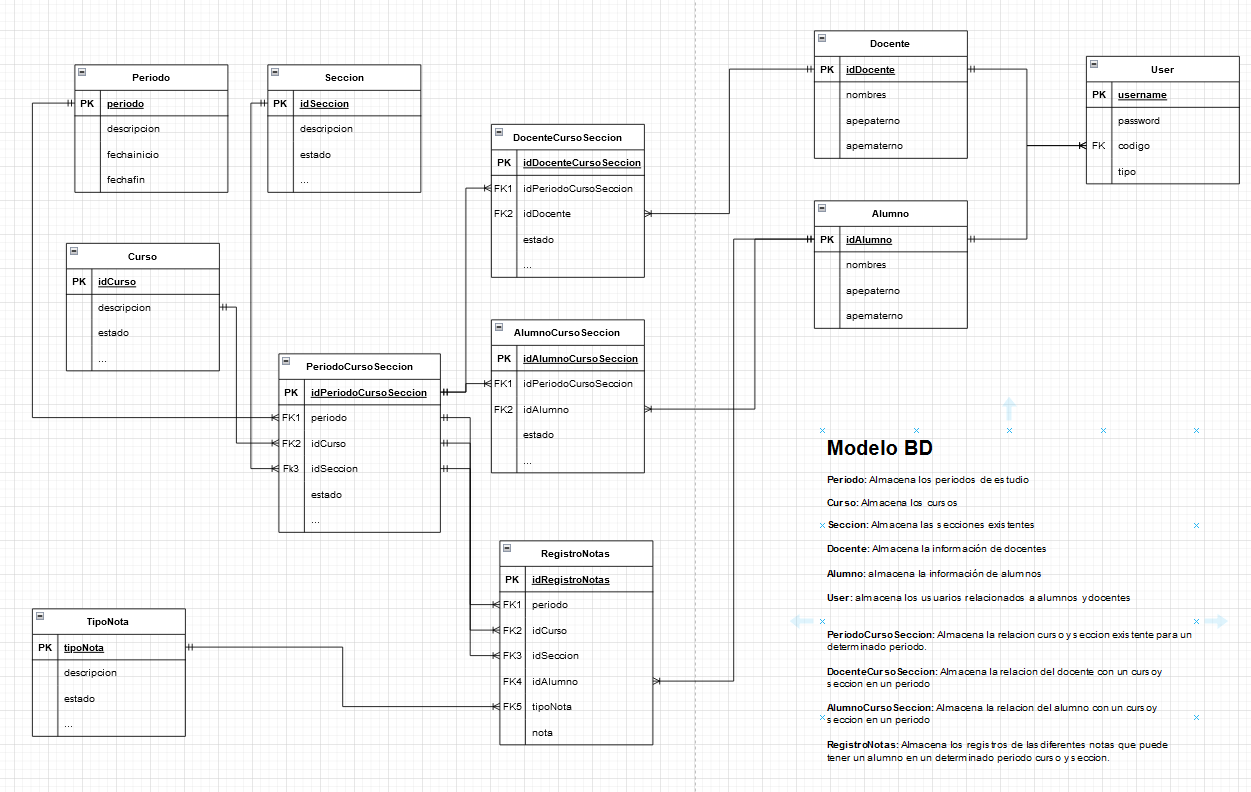 Periodo
PK periodo
descripcion
fechainicio
fechafin
Seccion
PK idSeccion
descripcion
estado
...
Docente
PK idDocente
nombres
apepaterno
apematerno
User
PK username
password
FK codigo
tipo
DocenteCursoSeccion
PK idDocenteCursoSeccion
FK1 idPeriodoCursoSeccion
FK2 idDocente
estado
...
Alumno
PK idAlumno
nombres
apepaterno
apematerno
Curso
PK idCurso
descripcion
estado
...
AlumnoCursoSeccion
PK idAlumnoCursoSeccion
FK1 idPeriodoCursoSeccion
FK2 idAlumno
estado
...
PeriodoCursoSeccion
PK idPeriodoCursoSeccion
FK1 periodo
FK2 idCurso
Fk3 idSeccion
estado
...
RegistroNotas
PK idRegistroNotas
FK1 periodo
FK2 idCurso
FK3 idSeccion
FK4 idAlumno
FK5 tipoNota
nota
TipoNota
PK tipoNota
descripcion
estado
...
Modelo BD
Periodo: Almacena los periodos de estudio
Curso: Almacena los cursos
Seccion: Almacena las secciones existentes
Docente: Almacena la información de docentes
Alumno: almacena la información de alumnos
User: almacena los usuarios relacionados a alumnos y docentes
PeriodoCursoSeccion: Almacena la relacion curso y seccion existente para un
determinado periodo.
DocenteCursoSeccion: Almacena la relacion del docente con un curso y
seccion en un periodo
AlumnoCursoSeccion: Almacena la relacion del alumno con un curso y
seccion en un periodo
RegistroNotas: Almacena los registros de las diferentes notas que puede
tener un alumno en un determinado periodo curso y seccion.